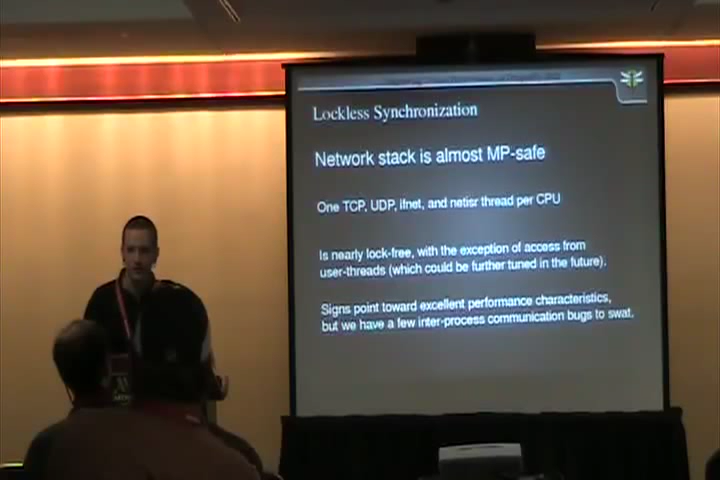 Lockless Synchronization
Network stack is almost MP-safe
One TCP, UDP, ifnet, and netisr thread per CPU
Is nearly lock-free, with the exception of access from
user-threads (which could be further tuned in the future).
Signs point toward excellent performance characteristics,
but we have a few inter-process communication bugs to swat.